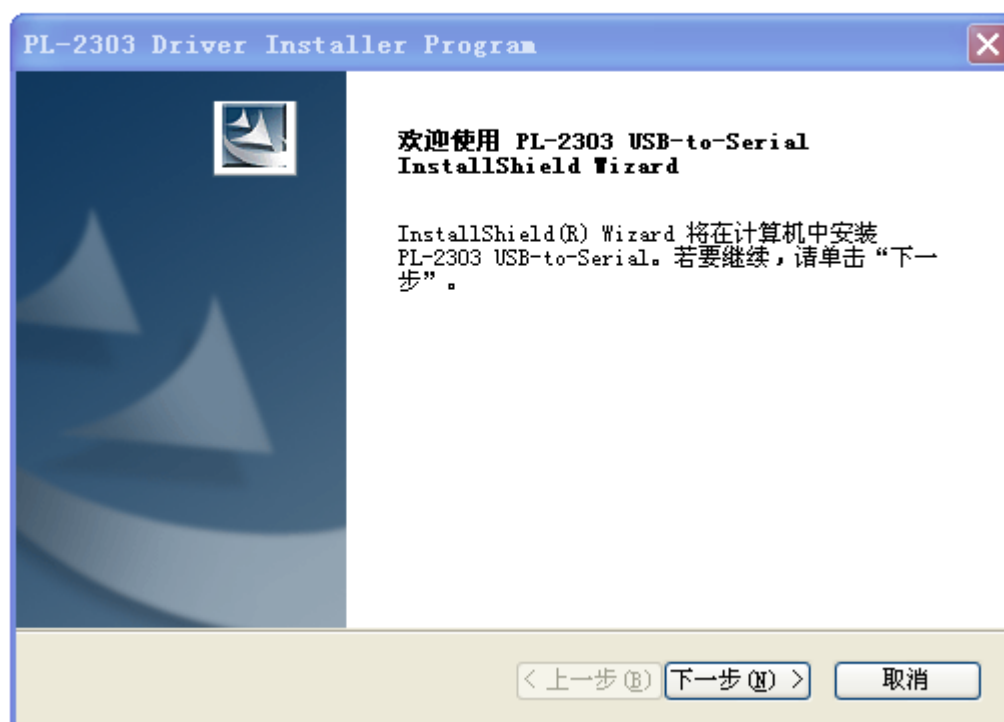 PL-2303 Driver Installer Program
欢迎使用 PL-2303 USB-to-Serial
InstallShield Wizard
InstallShield(R) Wizard 将在计算机中安装
PL-2303 USB-to-Serial。若要继续，请单击“下一
步”。
< 上一步(B) 下一步(N) > 取消